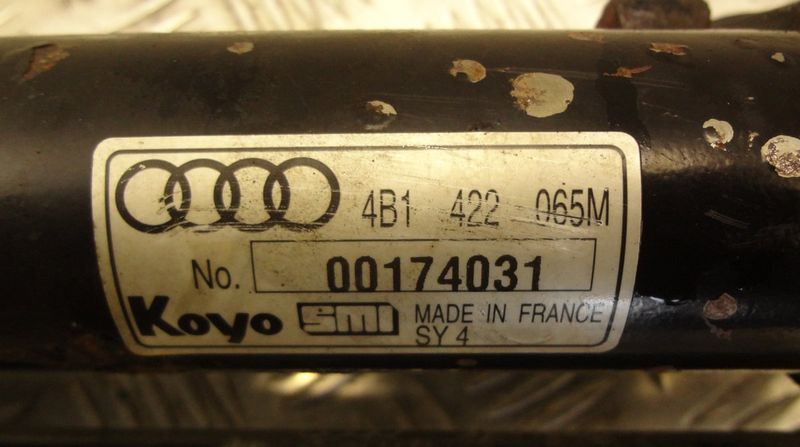 4B1 422 065M
No. 00174031
Koyo smi MADE IN FRANCE
SY 4